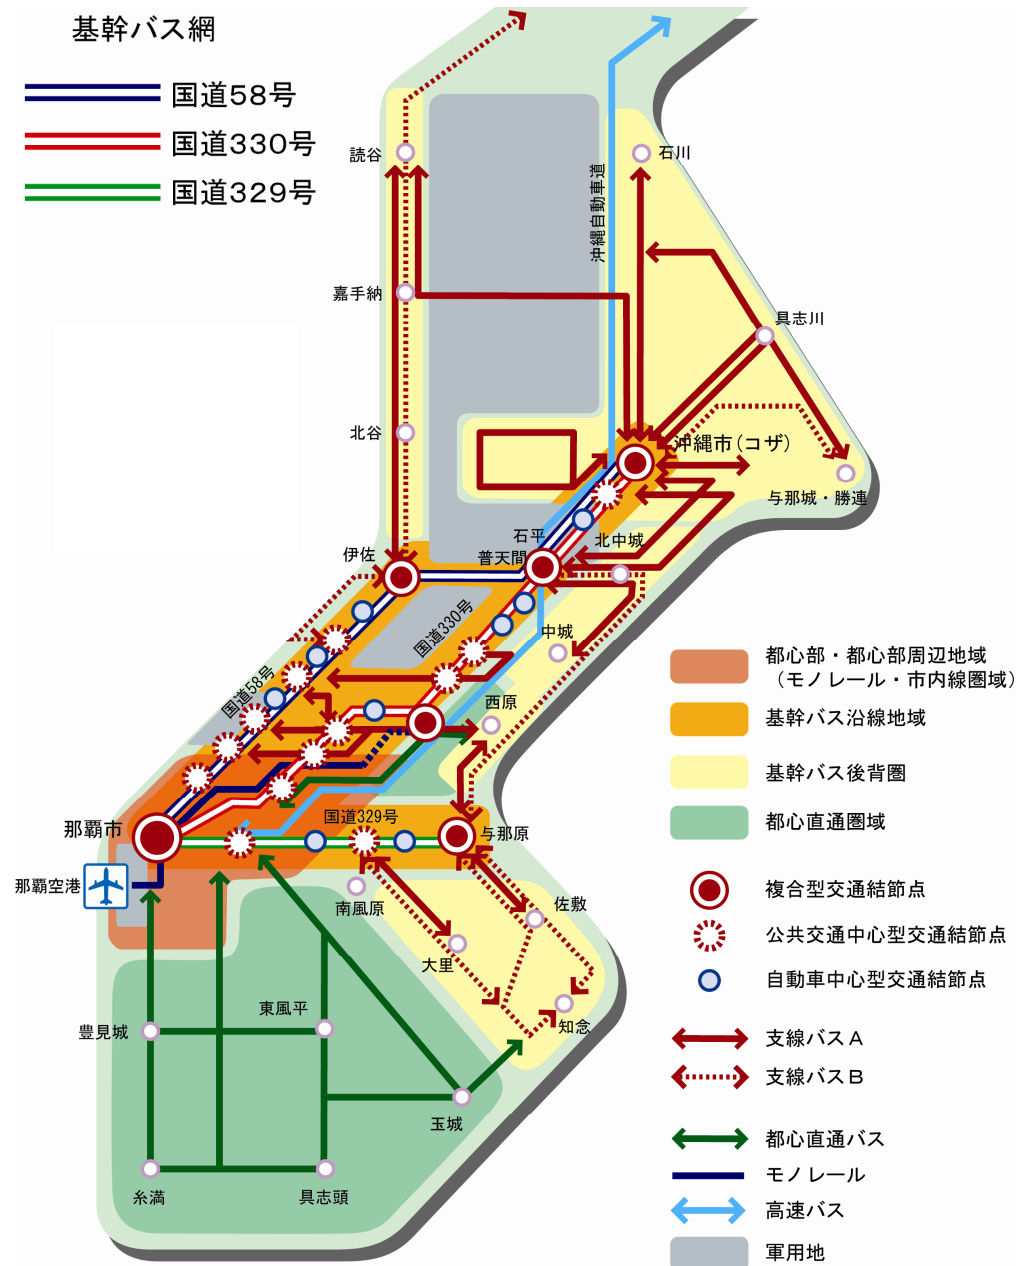 基幹バス網
国道58号
国道330号
国道329号
読谷
石川
沖縄自動車道
嘉手納
具志川
北谷
沖縄市(コザ)
与那城・勝連
石平
北中城
伊佐
普天間
国道330号
中城
国道58号
西原
都心部・都心部周辺地域
(モノレール・市内線圏域)
基幹バス沿線地域
基幹バス後背圏
都心直通圏域
国道329号
那覇市
与那原
那覇空港
南風原
佐敷
大里
複合型交通結節点
公共交通中心型交通結節点
自動車中心型交通結節点
東風平
豊見城
知念
支線バスA
支線バスB
玉城
都心直通バス
モノレール
糸満
具志頭
高速バス
軍用地